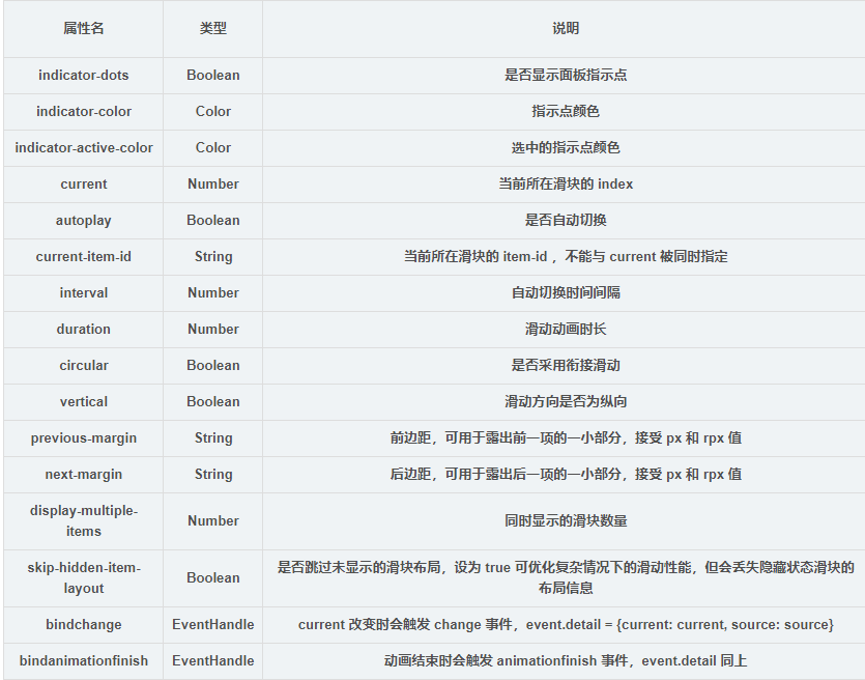 属性名 类型 说明
indicator-dots Boolean 是否显示面板指示点
indicator-color Color 指示点颜色
indicator-active-color Color 选中的指示点颜色
current Number 当前所在滑块的 index
autoplay Boolean 是否自动切换
current-item-id String 当前所在滑块的 item-id ，不能与 current 被同时指定
interval Number 自动切换时间间隔
duration Number 滑动动画时长
circular Boolean 是否采用衔接滑动
vertical Boolean 滑动方向是否为纵向
previous-margin String 前边距，可用于露出前一项的一小部分，接受 px 和 rpx 值
next-margin String 后边距，可用于露出后一项的一小部分，接受 px 和 rpx 值
display-multiple-
items
Number
同时显示的滑块数量
skip-hidden-item-
layout
Boolean
是否跳过未显示的滑块布局，设为 true 可优化复杂情况下的滑动性能，但会丢失隐藏状态滑块的
布局信息
bindchange EventHandle current 改变时会触发 change 事件，event.detail = {current: current, source: source}
bindanimationfinish EventHandle 动画结束时会触发 animationfinish 事件，event.detail 同上